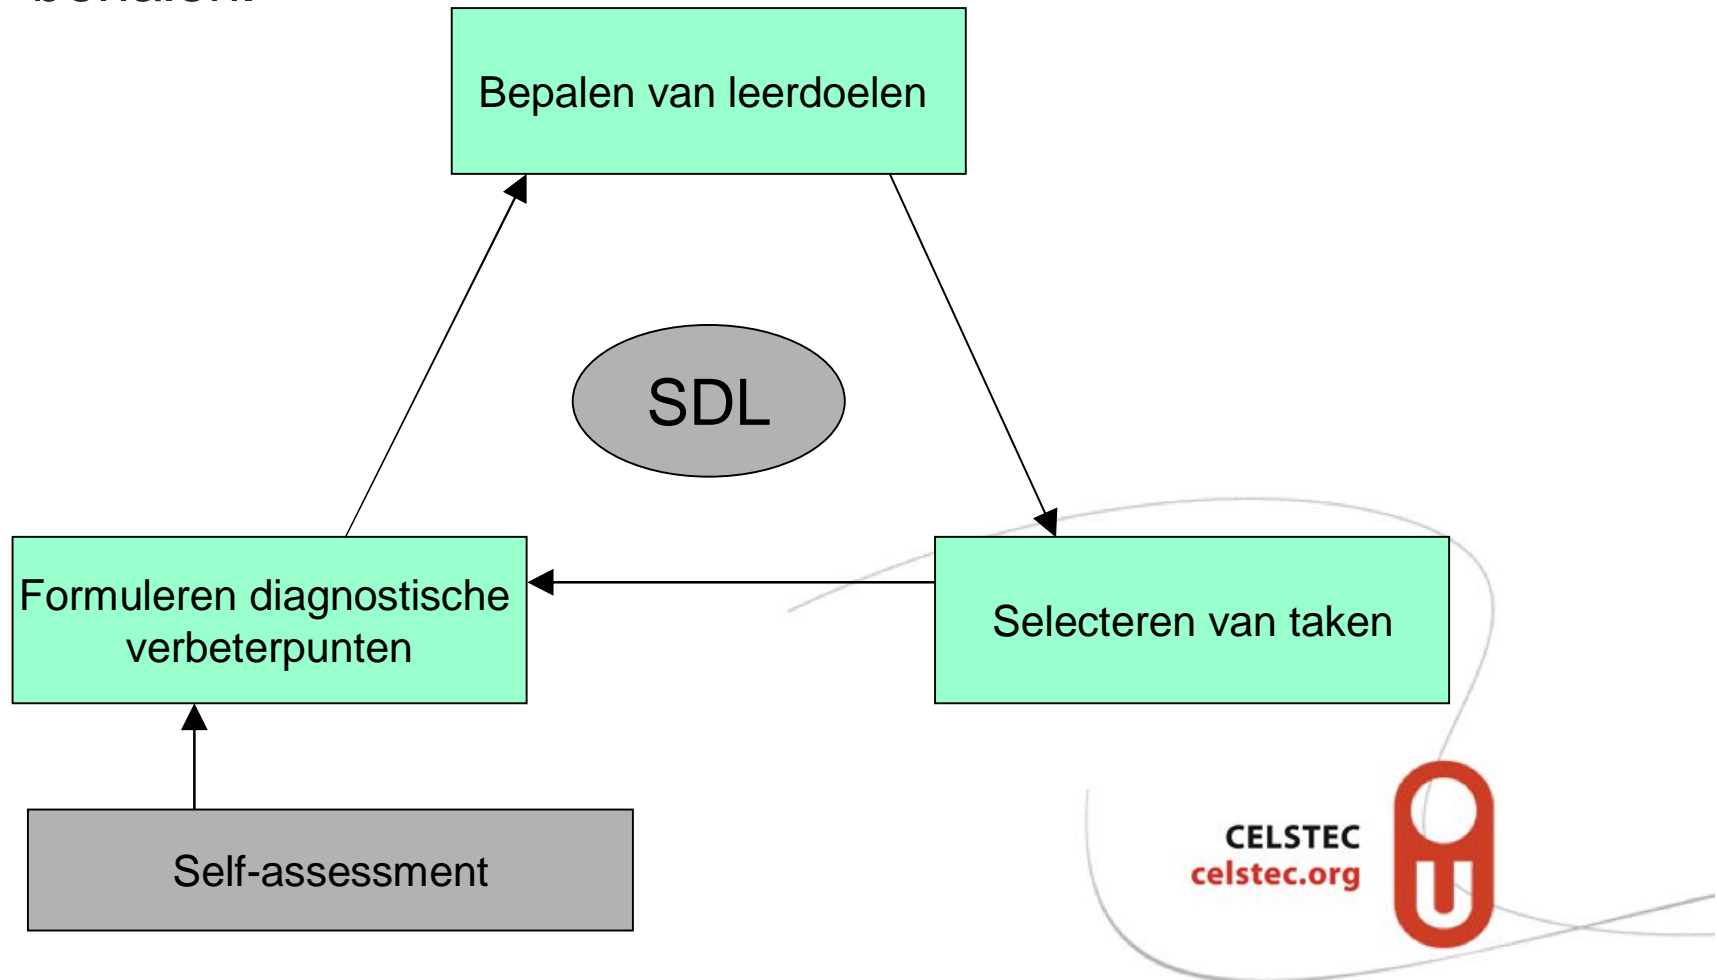 Bepalen van leerdoelen
SDL
Formuleren diagnostische
verbeterpunten
Selecteren van taken
Self-assessment
CELSTEC
celstec.org
U